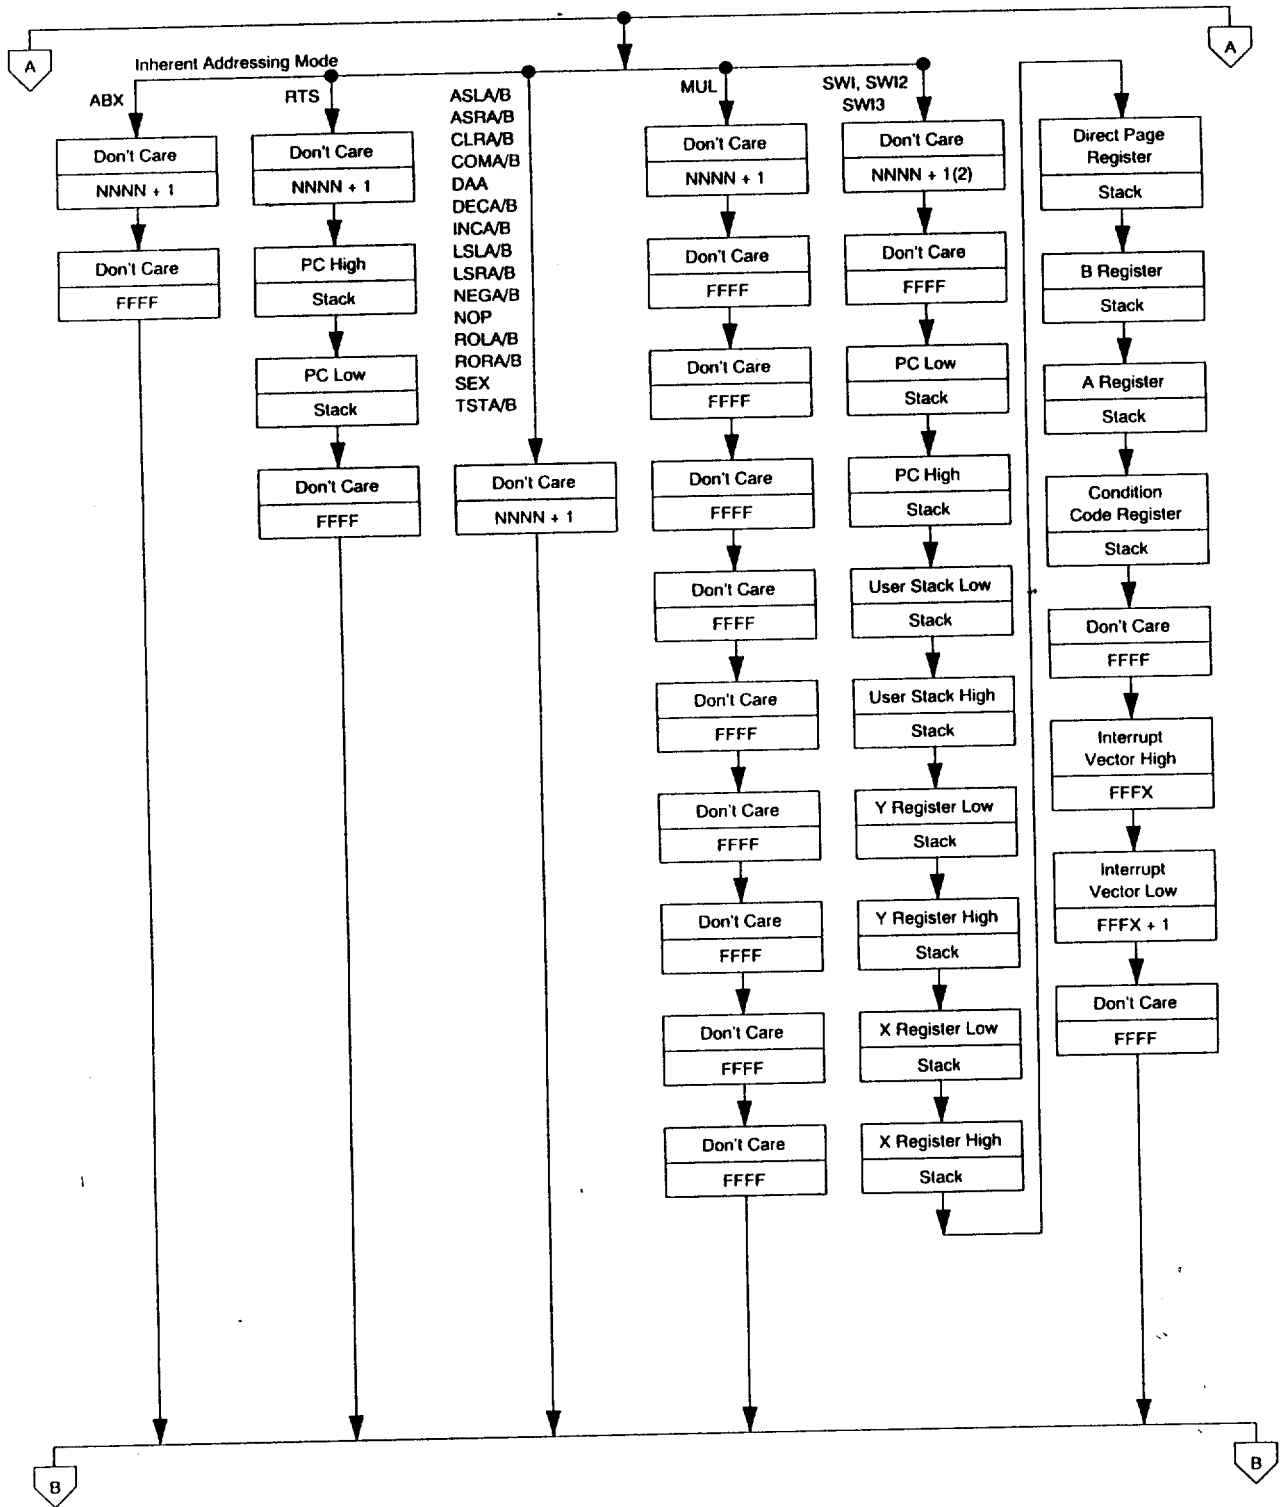 A
A
Inherent Addressing Mode
ABX
Don't Care
NNNN + 1
Don't Care
FFFF
RTS
Don't Care
NNNN + 1
PC High
Stack
PC Low
Stack
Don't Care
FFFF
ASLA/B
ASRA/B
CLRA/B
COMA/B
DAA
DECA/B
INCA/B
LSLA/B
LSRA/B
NEGA/B
NOP
ROLA/B
RORA/B
SEX
TSTA/B
Don't Care
NNNN + 1
MUL
Don't Care
NNNN + 1
Don't Care
FFFF
Don't Care
FFFF
Don't Care
FFFF
Don't Care
FFFF
Don't Care
FFFF
Don't Care
FFFF
Don't Care
FFFF
Don't Care
FFFF
Don't Care
FFFF
SWI, SWI2
SWI3
Don't Care
NNNN + 1(2)
Don't Care
FFFF
PC Low
Stack
PC High
Stack
User Stack Low
Stack
User Stack High
Stack
Y Register Low
Stack
Y Register High
Stack
X Register Low
Stack
X Register High
Stack
Direct Page
Register
Stack
B Register
Stack
A Register
Stack
Condition
Code Register
Stack
Don't Care
FFFF
Interrupt
Vector High
FFFX
Interrupt
Vector Low
FFFX + 1
Don't Care
FFFF
B
B